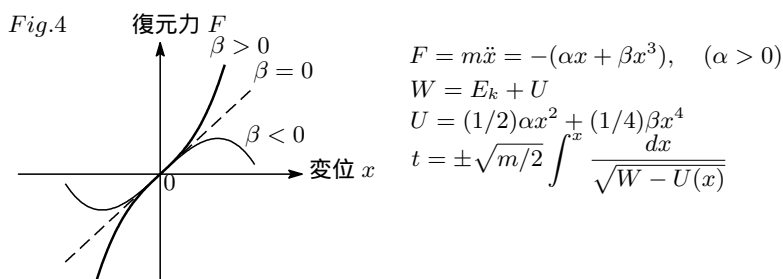 Fig.4
復元力 F
β > 0
β = 0
β < 0
0
変位 x
F = mẍ = −(αx + βx³), (α > 0)
W = E_k + U
U = (1/2)αx² + (1/4)βx⁴
t = ±√(m/2) ∫^x dx / √(W − U(x))